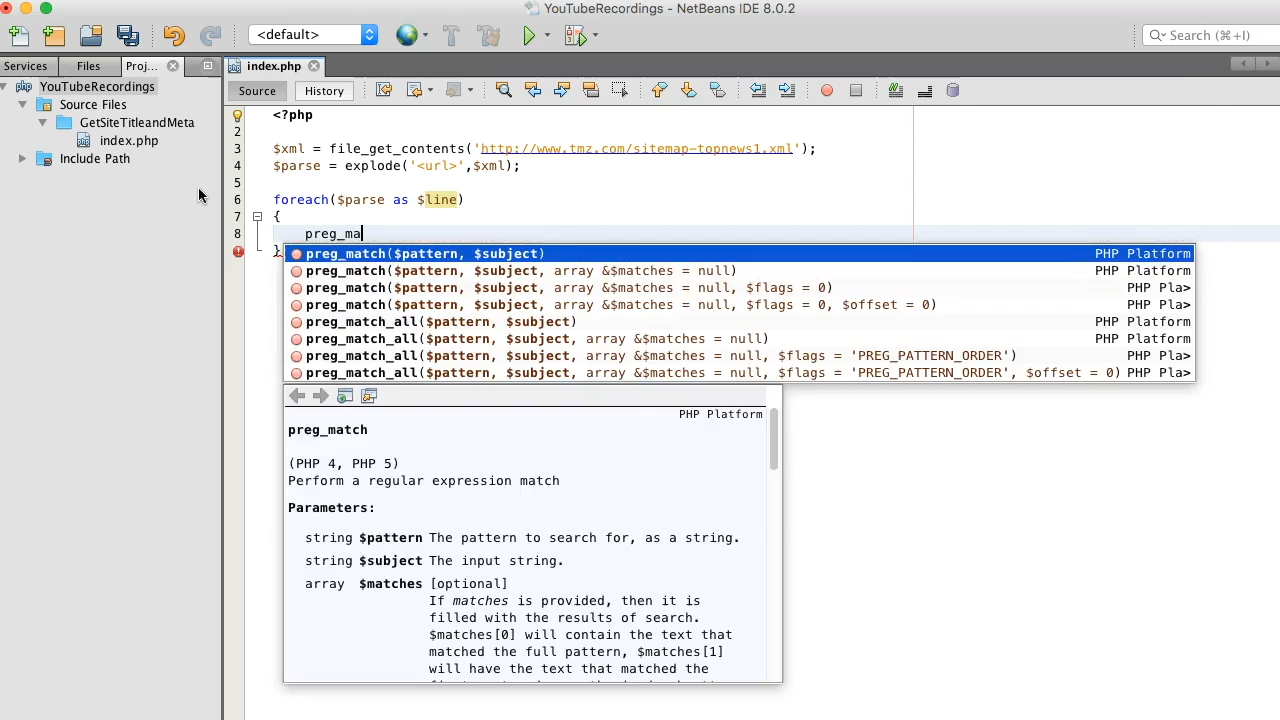 YouTubeRecordings - NetBeans IDE 8.0.2
<default>
Search (⌘+I)
Services
Files
Proj...
index.php
YouTubeRecordings
Source Files
GetSiteTitleandMeta
index.php
Include Path
Source
History
<?php
2
3 $xml = file_get_contents('http://www.tmz.com/sitemap-topnews1.xml');
4 $parse = explode('<url>',$xml);
5
6 foreach($parse as $line)
7 {
8 preg_ma
}
preg_match($pattern, $subject) PHP Platform
preg_match($pattern, $subject, array &$matches = null) PHP Platform
preg_match($pattern, $subject, array &$matches = null, $flags = 0) PHP Pla>
preg_match($pattern, $subject, array &$matches = null, $flags = 0, $offset = 0) PHP Pla>
preg_match_all($pattern, $subject) PHP Platform
preg_match_all($pattern, $subject, array &$matches = null) PHP Platform
preg_match_all($pattern, $subject, array &$matches = null, $flags = 'PREG_PATTERN_ORDER') PHP Pla>
preg_match_all($pattern, $subject, array &$matches = null, $flags = 'PREG_PATTERN_ORDER', $offset = 0) PHP Pla>
PHP Platform
preg_match
(PHP 4, PHP 5)
Perform a regular expression match
Parameters:
string $pattern The pattern to search for, as a string.
string $subject The input string.
array $matches [optional]
If matches is provided, then it is
filled with the results of search.
$matches[0] will contain the text that
matched the full pattern, $matches[1]
will have the text that matched the